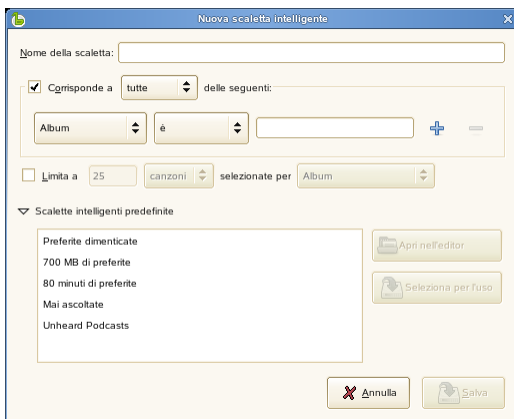 Nuova scaletta intelligente
Nome della scaletta:
Corrisponde a tutte delle seguenti:
Album è
Limita a 25 canzoni selezionate per Album
Scalette intelligenti predefinite
Preferite dimenticate
700 MB di preferite
80 minuti di preferite
Mai ascoltate
Unheard Podcasts
Apri nell'editor
Seleziona per l'uso
Annulla
Salva